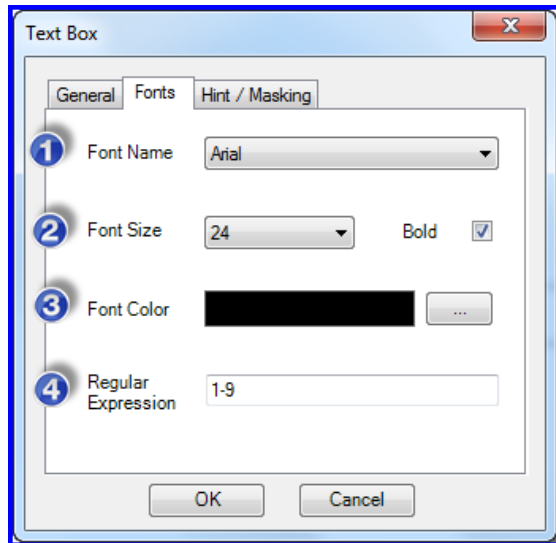 Text Box
General Fonts Hint / Masking
1 Font Name Arial
2 Font Size 24 Bold
3 Font Color ...
4 Regular Expression 1-9
OK Cancel